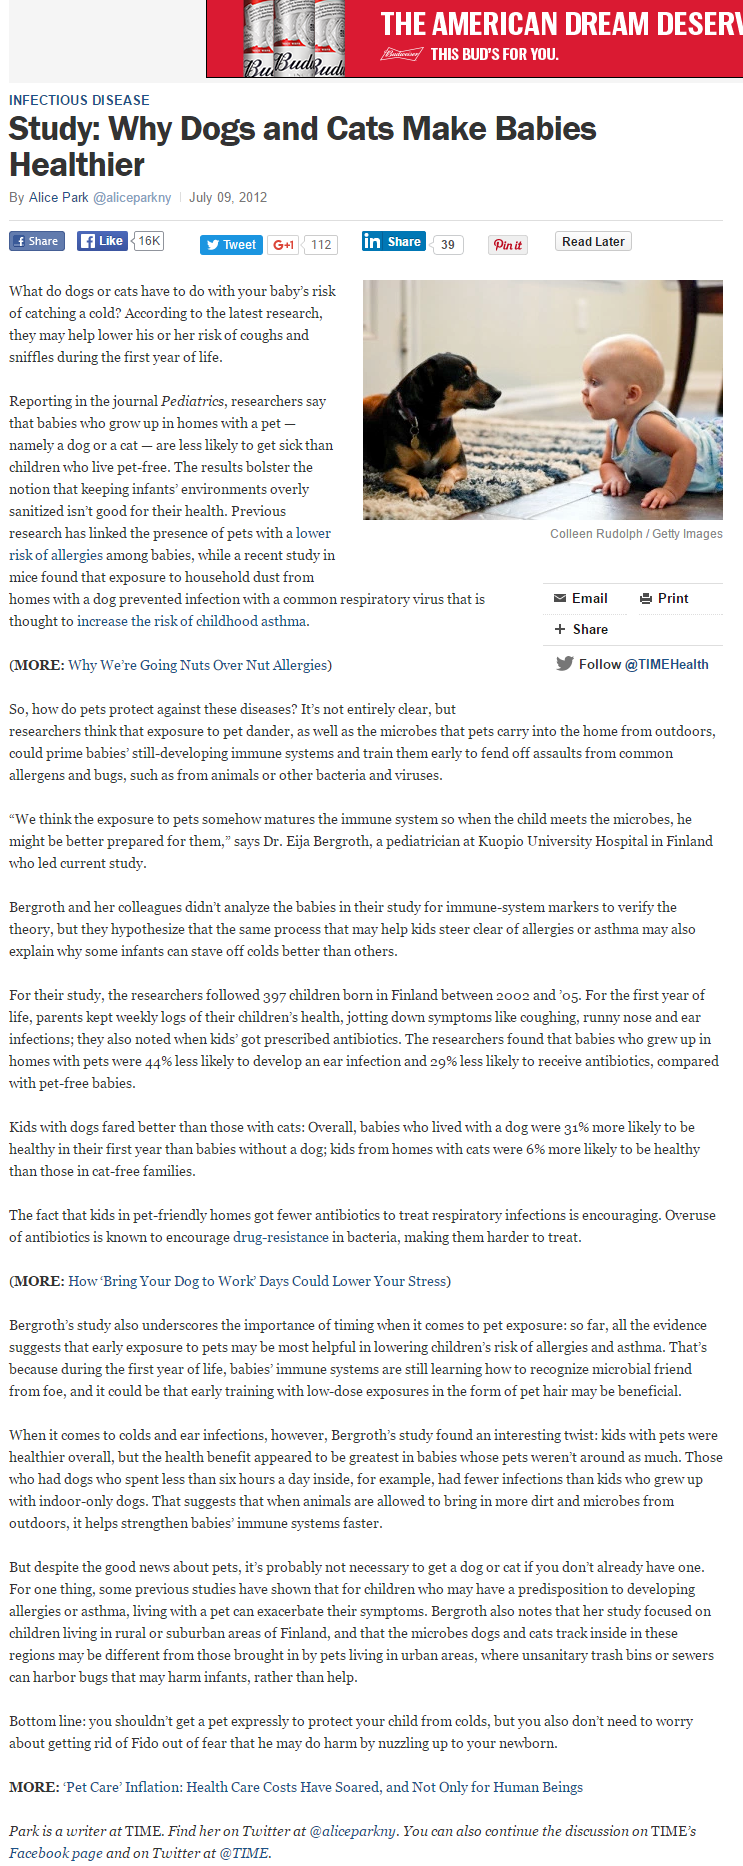 THE AMERICAN DREAM DESERV
Budweiser THIS BUD'S FOR YOU.
Bud Budw Budw
INFECTIOUS DISEASE
Study: Why Dogs and Cats Make Babies
Healthier
By Alice Park @aliceparkny | July 09, 2012
Share Like 16K Tweet G+1 112 in Share 39 Pin it Read Later
What do dogs or cats have to do with your baby's risk
of catching a cold? According to the latest research,
they may help lower his or her risk of coughs and
sniffles during the first year of life.
Reporting in the journal Pediatrics, researchers say
that babies who grow up in homes with a pet —
namely a dog or a cat — are less likely to get sick than
children who live pet-free. The results bolster the
notion that keeping infants' environments overly
sanitized isn't good for their health. Previous
research has linked the presence of pets with a lower
risk of allergies among babies, while a recent study in
mice found that exposure to household dust from
homes with a dog prevented infection with a common respiratory virus that is
thought to increase the risk of childhood asthma.
Colleen Rudolph / Getty Images
Email Print
+ Share
Follow @TIMEHealth
(MORE: Why We're Going Nuts Over Nut Allergies)
So, how do pets protect against these diseases? It's not entirely clear, but
researchers think that exposure to pet dander, as well as the microbes that pets carry into the home from outdoors,
could prime babies' still-developing immune systems and train them early to fend off assaults from common
allergens and bugs, such as from animals or other bacteria and viruses.
“We think the exposure to pets somehow matures the immune system so when the child meets the microbes, he
might be better prepared for them,” says Dr. Eija Bergroth, a pediatrician at Kuopio University Hospital in Finland
who led current study.
Bergroth and her colleagues didn't analyze the babies in their study for immune-system markers to verify the
theory, but they hypothesize that the same process that may help kids steer clear of allergies or asthma may also
explain why some infants can stave off colds better than others.
For their study, the researchers followed 397 children born in Finland between 2002 and '05. For the first year of
life, parents kept weekly logs of their children's health, jotting down symptoms like coughing, runny nose and ear
infections; they also noted when kids' got prescribed antibiotics. The researchers found that babies who grew up in
homes with pets were 44% less likely to develop an ear infection and 29% less likely to receive antibiotics, compared
with pet-free babies.
Kids with dogs fared better than those with cats: Overall, babies who lived with a dog were 31% more likely to be
healthy in their first year than babies without a dog; kids from homes with cats were 6% more likely to be healthy
than those in cat-free families.
The fact that kids in pet-friendly homes got fewer antibiotics to treat respiratory infections is encouraging. Overuse
of antibiotics is known to encourage drug-resistance in bacteria, making them harder to treat.
(MORE: How 'Bring Your Dog to Work' Days Could Lower Your Stress)
Bergroth's study also underscores the importance of timing when it comes to pet exposure: so far, all the evidence
suggests that early exposure to pets may be most helpful in lowering children's risk of allergies and asthma. That's
because during the first year of life, babies' immune systems are still learning how to recognize microbial friend
from foe, and it could be that early training with low-dose exposures in the form of pet hair may be beneficial.
When it comes to colds and ear infections, however, Bergroth's study found an interesting twist: kids with pets were
healthier overall, but the health benefit appeared to be greatest in babies whose pets weren't around as much. Those
who had dogs who spent less than six hours a day inside, for example, had fewer infections than kids who grew up
with indoor-only dogs. That suggests that when animals are allowed to bring in more dirt and microbes from
outdoors, it helps strengthen babies' immune systems faster.
But despite the good news about pets, it's probably not necessary to get a dog or cat if you don't already have one.
For one thing, some previous studies have shown that for children who may have a predisposition to developing
allergies or asthma, living with a pet can exacerbate their symptoms. Bergroth also notes that her study focused on
children living in rural or suburban areas of Finland, and that the microbes dogs and cats track inside in these
regions may be different from those brought in by pets living in urban areas, where unsanitary trash bins or sewers
can harbor bugs that may harm infants, rather than help.
Bottom line: you shouldn't get a pet expressly to protect your child from colds, but you also don't need to worry
about getting rid of Fido out of fear that he may do harm by nuzzling up to your newborn.
MORE: 'Pet Care' Inflation: Health Care Costs Have Soared, and Not Only for Human Beings
Park is a writer at TIME. Find her on Twitter at @aliceparkny. You can also continue the discussion on TIME's
Facebook page and on Twitter at @TIME.